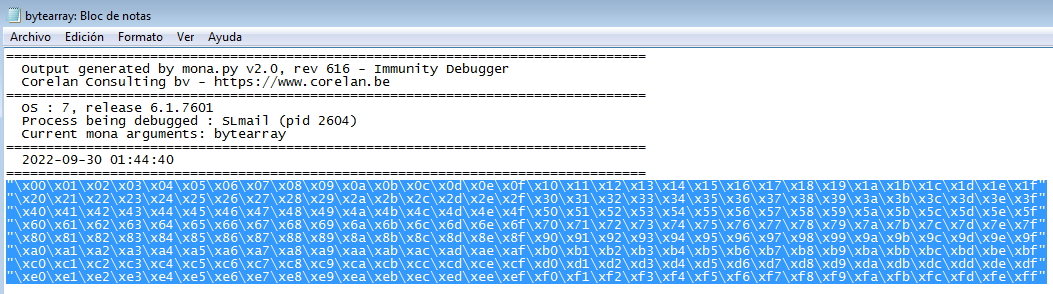 bytearray: Bloc de notas
Archivo Edición Formato Ver Ayuda
================================================================================
Output generated by mona.py v2.0, rev 616 - Immunity Debugger
Corelan Consulting bv - https://www.corelan.be
================================================================================
OS : 7, release 6.1.7601
Process being debugged : SLmail (pid 2604)
Current mona arguments: bytearray
================================================================================
2022-09-30 01:44:40
================================================================================
"\x00\x01\x02\x03\x04\x05\x06\x07\x08\x09\x0a\x0b\x0c\x0d\x0e\x0f\x10\x11\x12\x13\x14\x15\x16\x17\x18\x19\x1a\x1b\x1c\x1d\x1e\x1f"
"\x20\x21\x22\x23\x24\x25\x26\x27\x28\x29\x2a\x2b\x2c\x2d\x2e\x2f\x30\x31\x32\x33\x34\x35\x36\x37\x38\x39\x3a\x3b\x3c\x3d\x3e\x3f"
"\x40\x41\x42\x43\x44\x45\x46\x47\x48\x49\x4a\x4b\x4c\x4d\x4e\x4f\x50\x51\x52\x53\x54\x55\x56\x57\x58\x59\x5a\x5b\x5c\x5d\x5e\x5f"
"\x60\x61\x62\x63\x64\x65\x66\x67\x68\x69\x6a\x6b\x6c\x6d\x6e\x6f\x70\x71\x72\x73\x74\x75\x76\x77\x78\x79\x7a\x7b\x7c\x7d\x7e\x7f"
"\x80\x81\x82\x83\x84\x85\x86\x87\x88\x89\x8a\x8b\x8c\x8d\x8e\x8f\x90\x91\x92\x93\x94\x95\x96\x97\x98\x99\x9a\x9b\x9c\x9d\x9e\x9f"
"\xa0\xa1\xa2\xa3\xa4\xa5\xa6\xa7\xa8\xa9\xaa\xab\xac\xad\xae\xaf\xb0\xb1\xb2\xb3\xb4\xb5\xb6\xb7\xb8\xb9\xba\xbb\xbc\xbd\xbe\xbf"
"\xc0\xc1\xc2\xc3\xc4\xc5\xc6\xc7\xc8\xc9\xca\xcb\xcc\xcd\xce\xcf\xd0\xd1\xd2\xd3\xd4\xd5\xd6\xd7\xd8\xd9\xda\xdb\xdc\xdd\xde\xdf"
"\xe0\xe1\xe2\xe3\xe4\xe5\xe6\xe7\xe8\xe9\xea\xeb\xec\xed\xee\xef\xf0\xf1\xf2\xf3\xf4\xf5\xf6\xf7\xf8\xf9\xfa\xfb\xfc\xfd\xfe\xff"